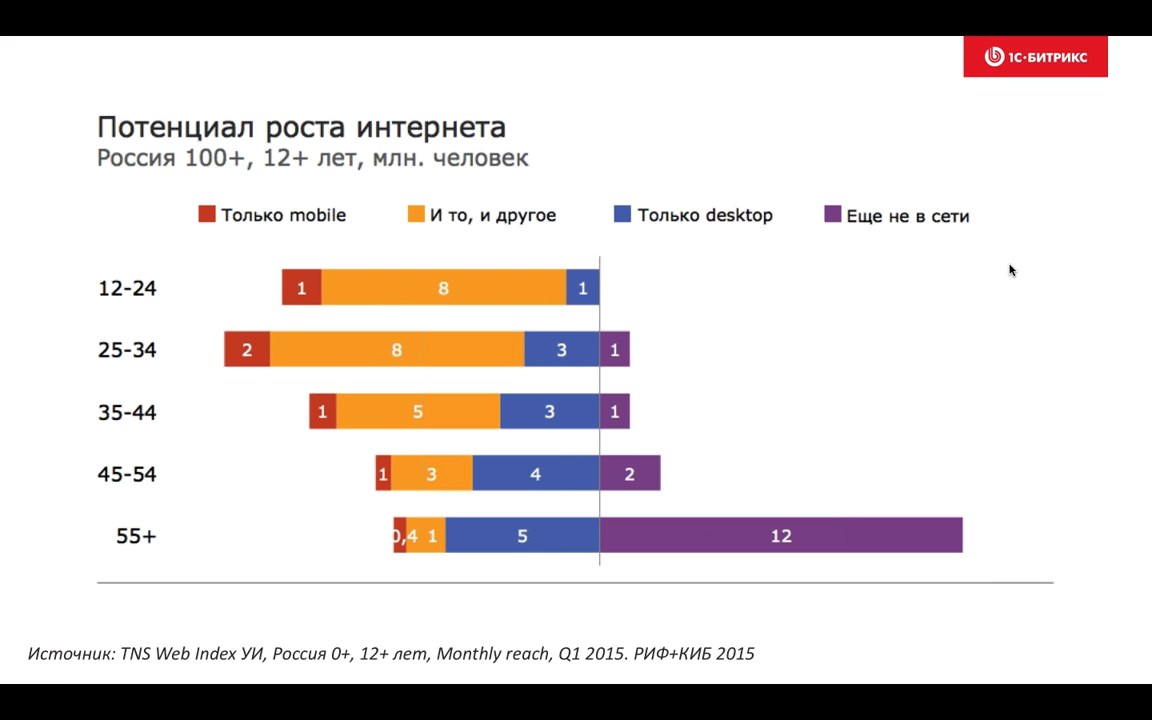 1С·БИТРИКС
Потенциал роста интернета
Россия 100+, 12+ лет, млн. человек
Только mobile И то, и другое Только desktop Еще не в сети
12-24 1 8 1
25-34 2 8 3 1
35-44 1 5 3 1
45-54 1 3 4 2
55+ 0,4 1 5 12
Источник: TNS Web Index УИ, Россия 0+, 12+ лет, Monthly reach, Q1 2015. РИФ+КИБ 2015